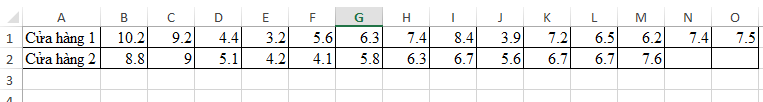 A B C D E F G H I J K L M N O
1 Cửa hàng 1 10.2 9.2 4.4 3.2 5.6 6.3 7.4 8.4 3.9 7.2 6.5 6.2 7.4 7.5
2 Cửa hàng 2 8.8 9 5.1 4.2 4.1 5.8 6.3 6.7 5.6 6.7 6.7 7.6
3
4